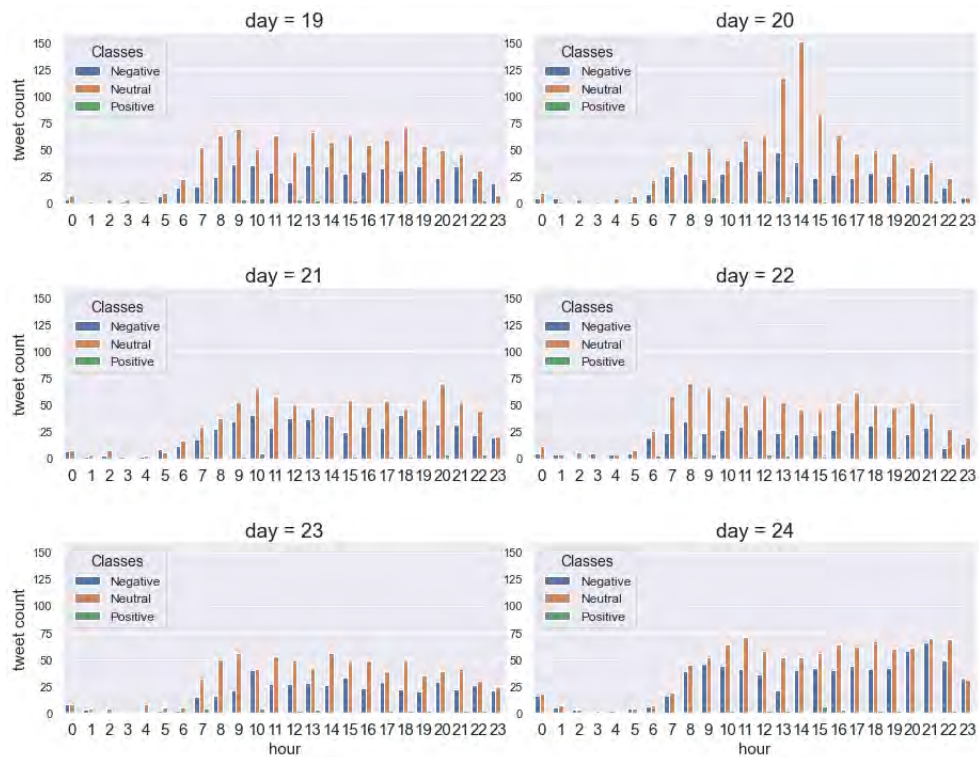 day = 19
150
125
100
75
50
25
0
tweet count
Classes
Negative
Neutral
Positive
0 1 2 3 4 5 6 7 8 9 10 11 12 13 14 15 16 17 18 19 20 21 22 23
day = 20
150
125
100
75
50
25
0
Classes
Negative
Neutral
Positive
0 1 2 3 4 5 6 7 8 9 10 11 12 13 14 15 16 17 18 19 20 21 22 23
day = 21
150
125
100
75
50
25
0
tweet count
Classes
Negative
Neutral
Positive
0 1 2 3 4 5 6 7 8 9 10 11 12 13 14 15 16 17 18 19 20 21 22 23
day = 22
150
125
100
75
50
25
0
Classes
Negative
Neutral
Positive
0 1 2 3 4 5 6 7 8 9 10 11 12 13 14 15 16 17 18 19 20 21 22 23
day = 23
150
125
100
75
50
25
0
tweet count
Classes
Negative
Neutral
Positive
0 1 2 3 4 5 6 7 8 9 10 11 12 13 14 15 16 17 18 19 20 21 22 23
hour
day = 24
150
125
100
75
50
25
0
Classes
Negative
Neutral
Positive
0 1 2 3 4 5 6 7 8 9 10 11 12 13 14 15 16 17 18 19 20 21 22 23
hour